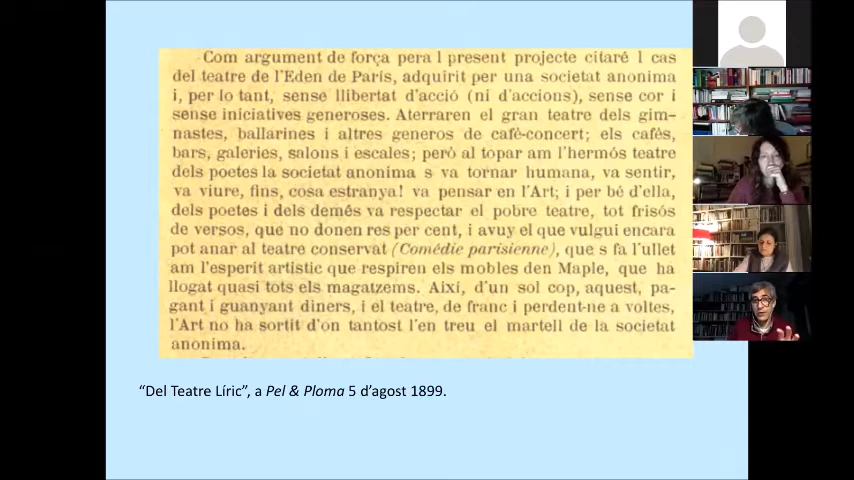 Com argument de força pera l present projecte citaré l cas
del teatre de l'Eden de París, adquirit per una societat anonima
i, per lo tant, sense llibertat d'acció (ni d'accions), sense cor i
sense iniciatives generoses. Aterraren el gran teatre dels gim-
nastes, ballarines i altres generos de café-concert; els cafés,
bars, galeries, salons i escales; però al topar am l'hermós teatre
dels poetes la societat anonima s va tornar humana, va sentir,
va viure, fins, cosa estranya! va pensar en l'Art; i per bé d'ella,
dels poetes i dels demés va respectar el pobre teatre, tot frisós
de versos, que no donen res per cent, i avuy el que vulgui encara
pot anar al teatre conservat (Comédie parisienne), que s fa l'ullet
am l'esperit artistic que respiren els mobles den Maple, que ha
llogat quasi tots els magatzems. Així, d'un sol cop, aquest, pa-
gant i guanyant diners, i el teatre, de franc i perdent-ne a voltes,
l'Art no ha sortit d'on tantost l'en treu el martell de la societat
anonima.
"Del Teatre Líric", a Pel & Ploma 5 d'agost 1899.